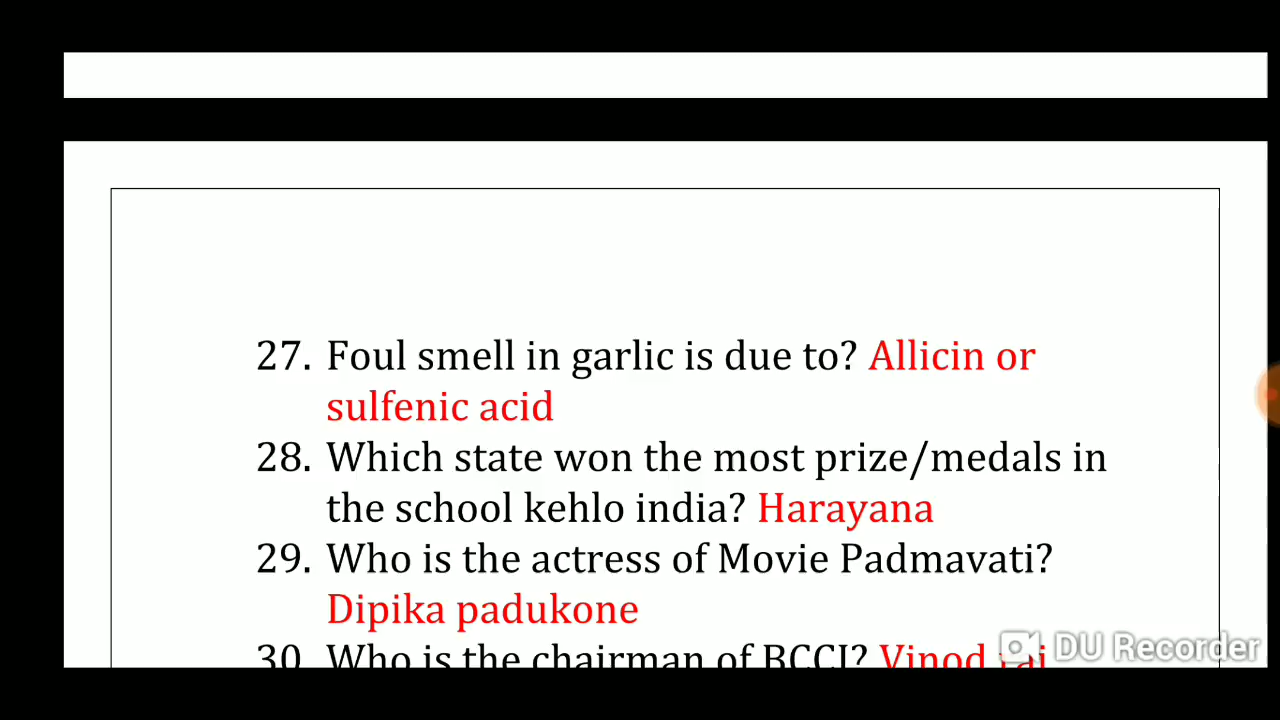 27. Foul smell in garlic is due to? Allicin or
sulfenic acid
28. Which state won the most prize/medals in
the school kehlo india? Harayana
29. Who is the actress of Movie Padmavati?
Dipika padukone
30. Who is the chairman of BCCI? Vinod rai
DU Recorder